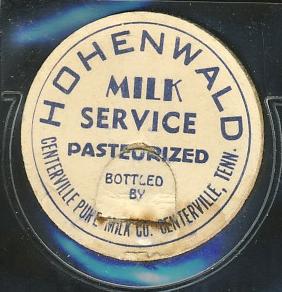 HOHENWALD
MILK
SERVICE
PASTEURIZED
BOTTLED
BY
CENTERVILLE PURE MILK CO. CENTERVILLE, TENN.